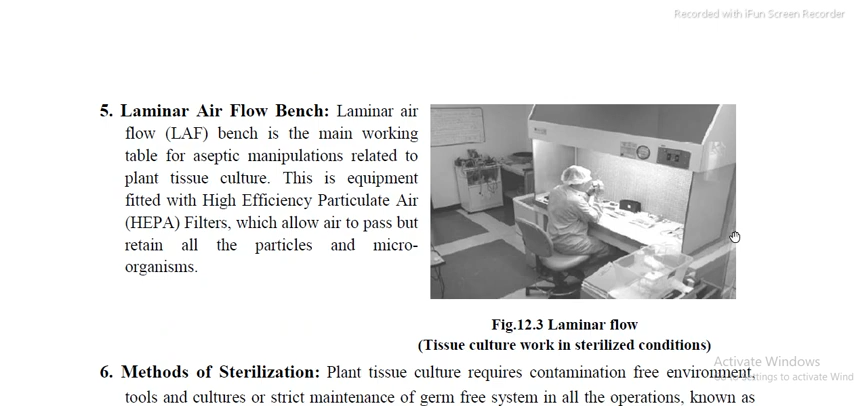 Recorded with iFun Screen Recorder
5. Laminar Air Flow Bench: Laminar air
flow (LAF) bench is the main working
table for aseptic manipulations related to
plant tissue culture. This is equipment
fitted with High Efficiency Particulate Air
(HEPA) Filters, which allow air to pass but
retain all the particles and micro-
organisms.
Fig.12.3 Laminar flow
(Tissue culture work in sterilized conditions)
Activate Windows
to activate Wind
6. Methods of Sterilization: Plant tissue culture requires contamination free environment,
tools and cultures or strict maintenance of germ free system in all the operations, known as